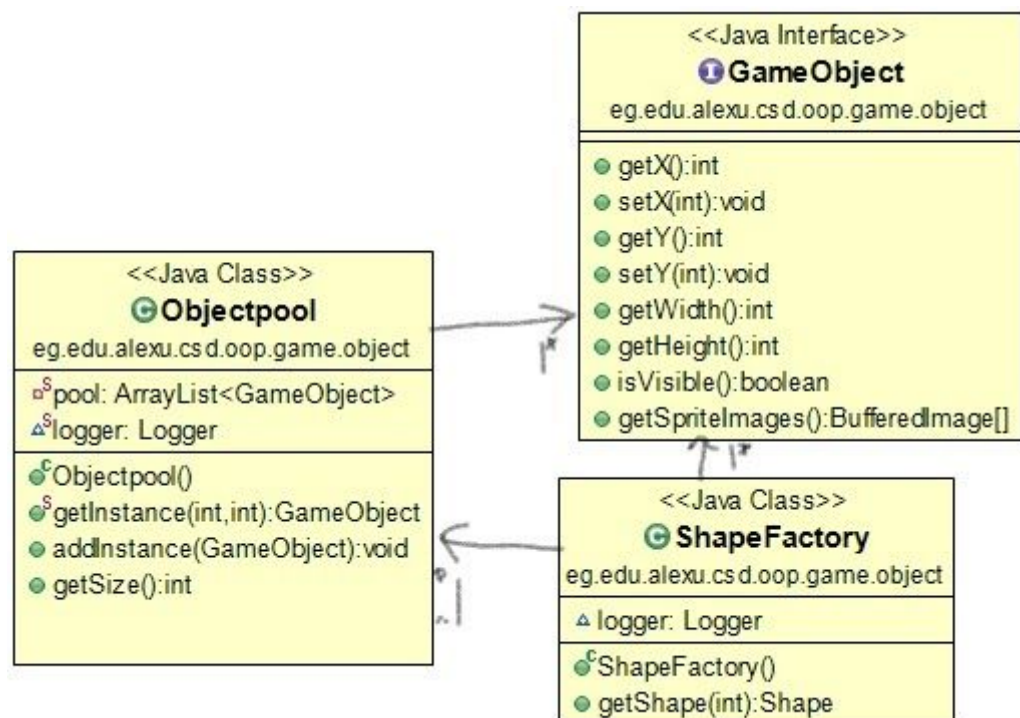 <<Java Interface>>
GameObject
eg.edu.alexu.csd.oop.game.object
getX():int
setX(int):void
getY():int
setY(int):void
getWidth():int
getHeight():int
isVisible():boolean
getSpriteImages():BufferedImage[]
<<Java Class>>
Objectpool
eg.edu.alexu.csd.oop.game.object
pool: ArrayList<GameObject>
logger: Logger
Objectpool()
getInstance(int,int):GameObject
addInstance(GameObject):void
getSize():int
1*
1*
<<Java Class>>
ShapeFactory
eg.edu.alexu.csd.oop.game.object
logger: Logger
ShapeFactory()
getShape(int):Shape